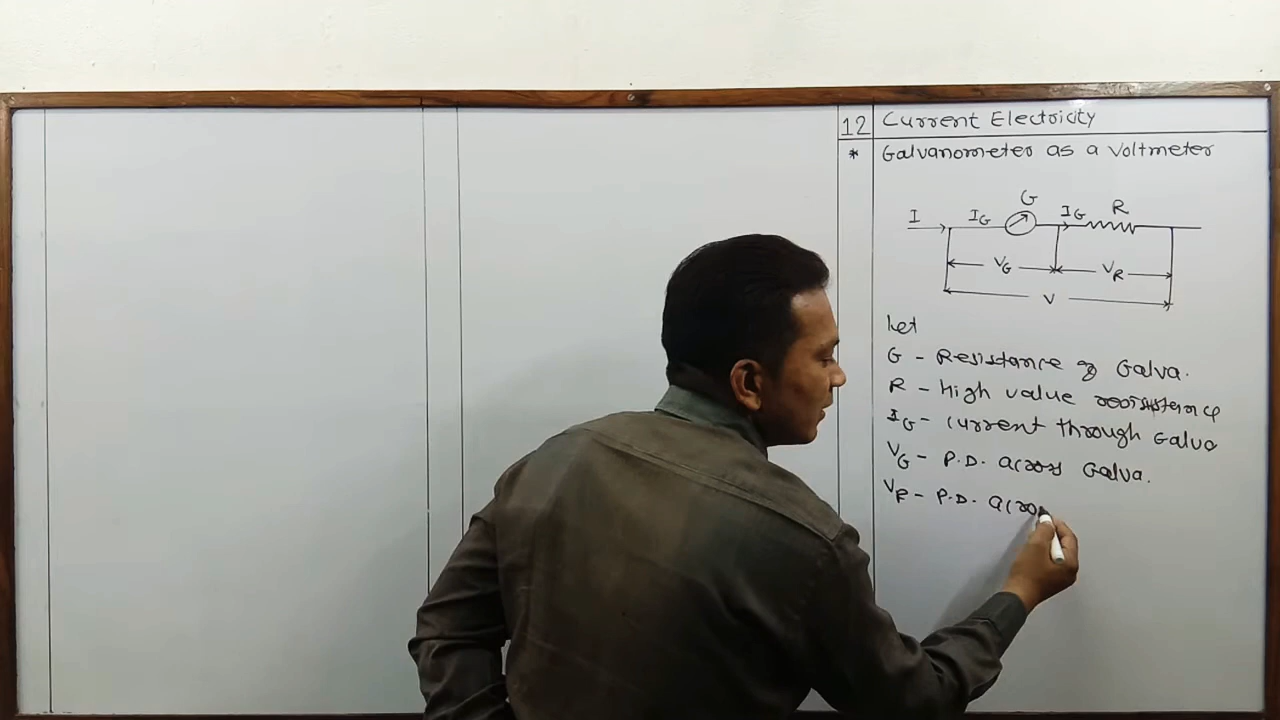 12 Current Electricity
* Galvanometer as a Voltmeter
G
I I_G I_G R
V_G V_R
V
Let
G - Resistance of Galva.
R - High value
I_G - Current through Galva
V_G - P.D. across Galva.
V_R - P.D. acro